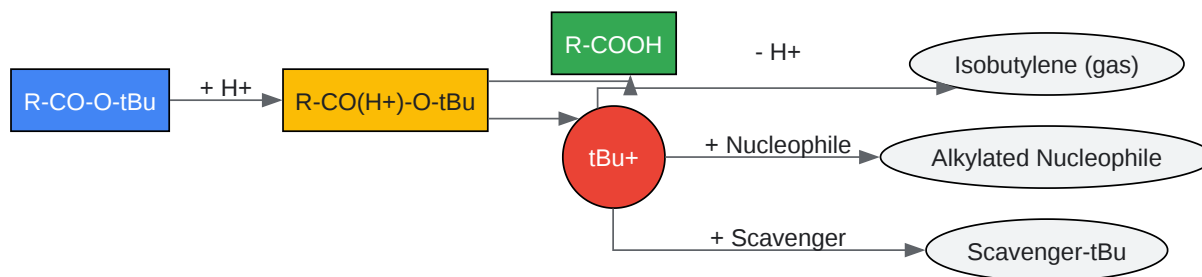 R-COOH
- H+
Isobutylene (gas)
R-CO-O-tBu
+ H+
R-CO(H+)-O-tBu
tBu+
+ Nucleophile
Alkylated Nucleophile
+ Scavenger
Scavenger-tBu